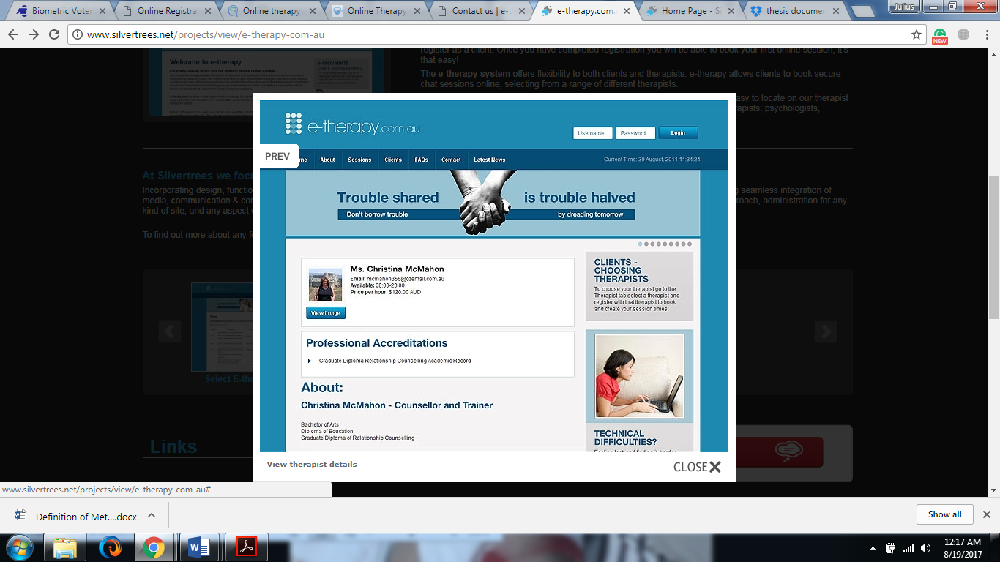 Biometric Voter
Online Registra
Online therapy
Online Therapy
Contact us | e-t
e-therapy.com.
Home Page - S
thesis documen
Julius
www.silvertrees.net/projects/view/e-therapy-com-au
NEW
register as a client. Once you have completed registration you will be able to book your first online session, it's
that easy!
Welcome to e-therapy
HANDY HINTS
The e-therapy system offers flexibility to both clients and therapists. e-therapy allows clients to book secure
chat sessions online, selecting from a range of different therapists.
asy to locate on our therapist
rapists: psychologists,
e-therapy.com.au
Username
Password
Login
PREV
me
About
Sessions
Clients
FAQs
Contact
Latest News
Current Time: 30 August, 2011 11:34:24
At Silvertrees we foc
Incorporating design, functio
g seamless integration of
media, communication & co
roach, administration for any
kind of site, and any aspect
To find out more about any f
Trouble shared is trouble halved
Don't borrow trouble by dreading tomorrow
Ms. Christina McMahon
Email: mcmahon356@ozemail.com.au
Available: 08:00-23:00
Price per hour: $120.00 AUD
View Image
Professional Accreditations
Graduate Diploma Relationship Counselling Academic Record
About:
Christina McMahon - Counsellor and Trainer
Bachelor of Arts
Diploma of Education
Graduate Diploma of Relationship Counselling
CLIENTS -
CHOOSING
THERAPISTS
To choose your therapist go to the
Therapist tab select a therapist and
register with that therapist to book
and create your session times.
TECHNICAL
DIFFICULTIES?
Select E-the
Links
View therapist details
CLOSE
www.silvertrees.net/projects/view/e-therapy-com-au#
Definition of Met....docx
Show all
12:17 AM
8/19/2017